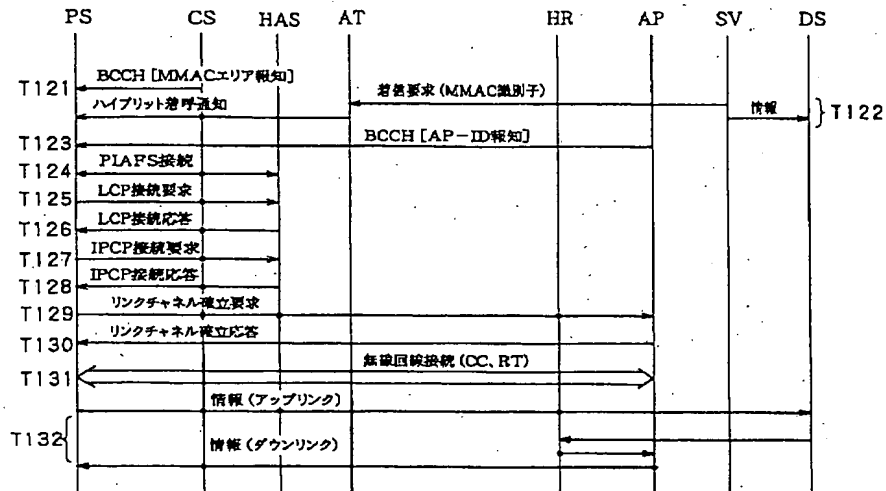 PS CS HAS AT HR AP SV DS
T121 BCCH [MMACエリア報知]
着信要求 (MMAC識別子)
ハイブリット着呼通知
情報
T122
T123 BCCH [AP-ID報知]
T124 PIAFS接続
T125 LCP接続要求
T126 LCP接続応答
T127 IPCP接続要求
T128 IPCP接続応答
T129 リンクチャネル確立要求
T130 リンクチャネル確立応答
T131 無線回線接続 (CC、RT)
情報 (アップリンク)
T132 情報 (ダウンリンク)